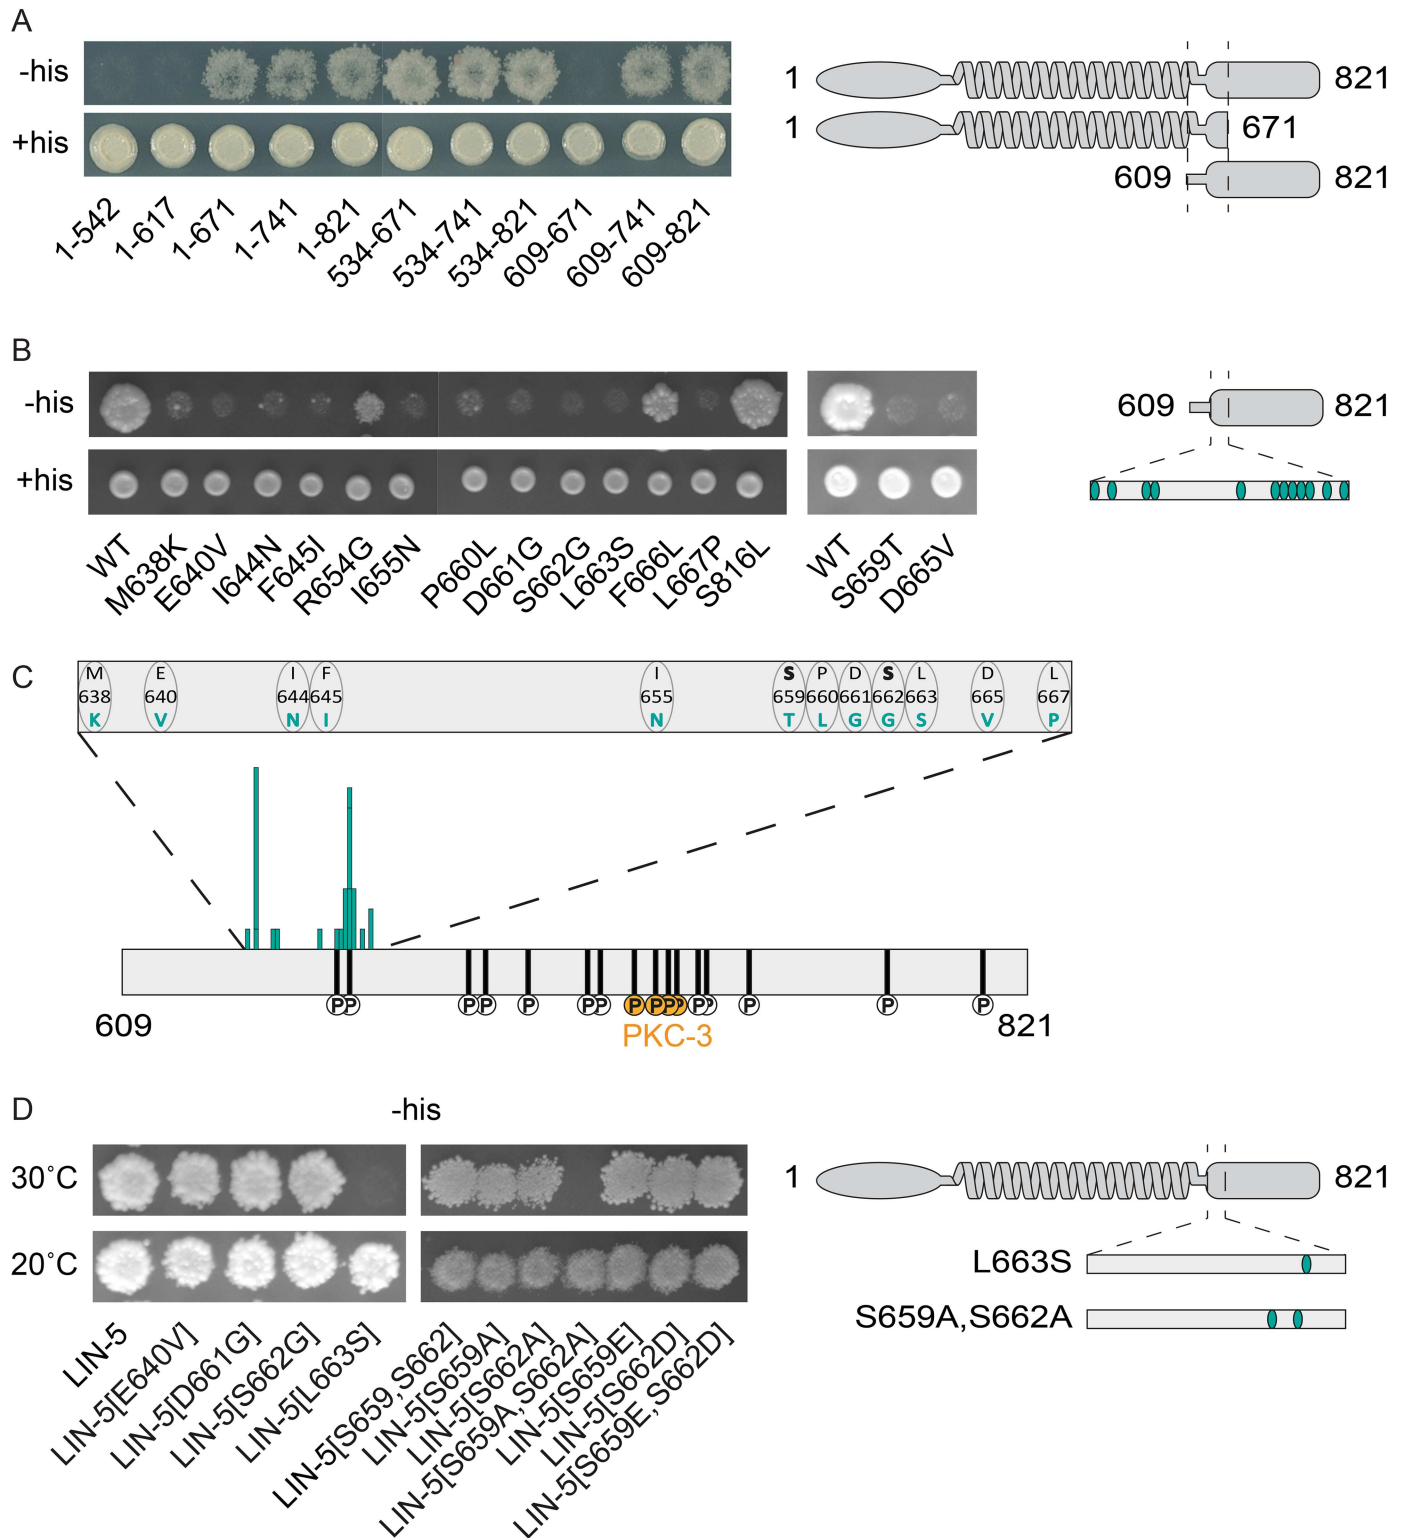 A
-his
+his
1-542
1-617
1-671
1-741
1-821
534-671
534-741
534-821
609-671
609-741
609-821
1
821
1
671
609
821
B
-his
+his
WT
M638K
E640V
I644N
F645I
R654G
I655N
P660L
D661G
S662G
L663S
F666L
L667P
S816L
WT
S659T
D665V
609
821
C
M E I F I S P D S L D L
638 640 644 645 655 659 660 661 662 663 665 667
K V N I N T L G G S V P
P P P P P P P P P P P P P P P P
609
821
PKC-3
D
-his
30˚C
20˚C
LIN-5
LIN-5[E640V]
LIN-5[D661G]
LIN-5[S662G]
LIN-5[L663S]
LIN-5[S659,S662]
LIN-5[S659A]
LIN-5[S662A]
LIN-5[S659A,S662A]
LIN-5[S659E]
LIN-5[S662D]
LIN-5[S659E,S662D]
1
821
L663S
S659A,S662A